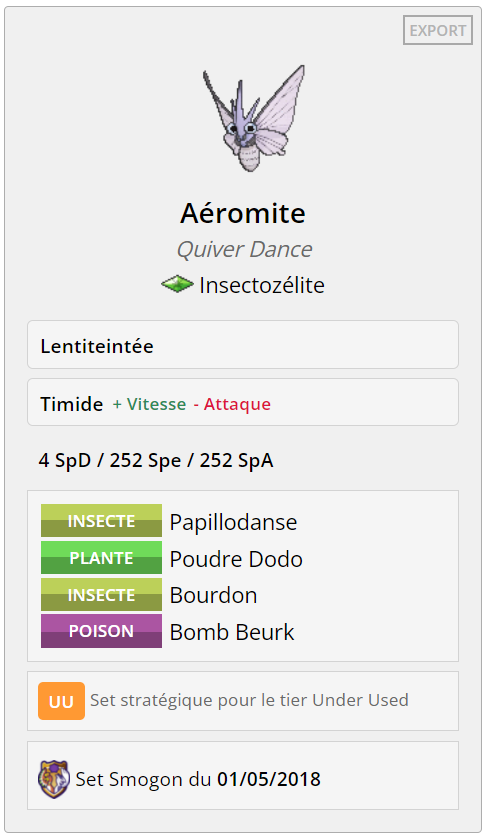 EXPORT
Aéromite
Quiver Dance
Insectozélite
Lentiteintée
Timide + Vitesse - Attaque
4 SpD / 252 Spe / 252 SpA
INSECTE Papillodanse
PLANTE Poudre Dodo
INSECTE Bourdon
POISON Bomb Beurk
UU Set stratégique pour le tier Under Used
Set Smogon du 01/05/2018